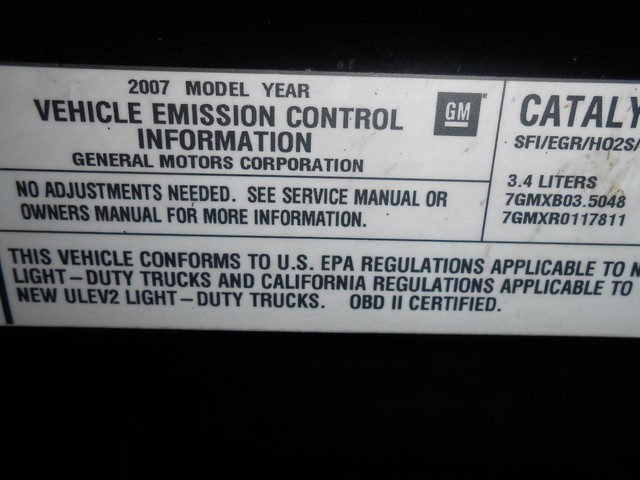 2007 MODEL YEAR
VEHICLE EMISSION CONTROL
INFORMATION
GENERAL MOTORS CORPORATION
GM
NO ADJUSTMENTS NEEDED. SEE SERVICE MANUAL OR
OWNERS MANUAL FOR MORE INFORMATION.
CATALY
SFI/EGR/HO2S/
3.4 LITERS
7GMXB03.5048
7GMXR0117811
THIS VEHICLE CONFORMS TO U.S. EPA REGULATIONS APPLICABLE TO N
LIGHT-DUTY TRUCKS AND CALIFORNIA REGULATIONS APPLICABLE TO
NEW ULEV2 LIGHT-DUTY TRUCKS. OBD II CERTIFIED.